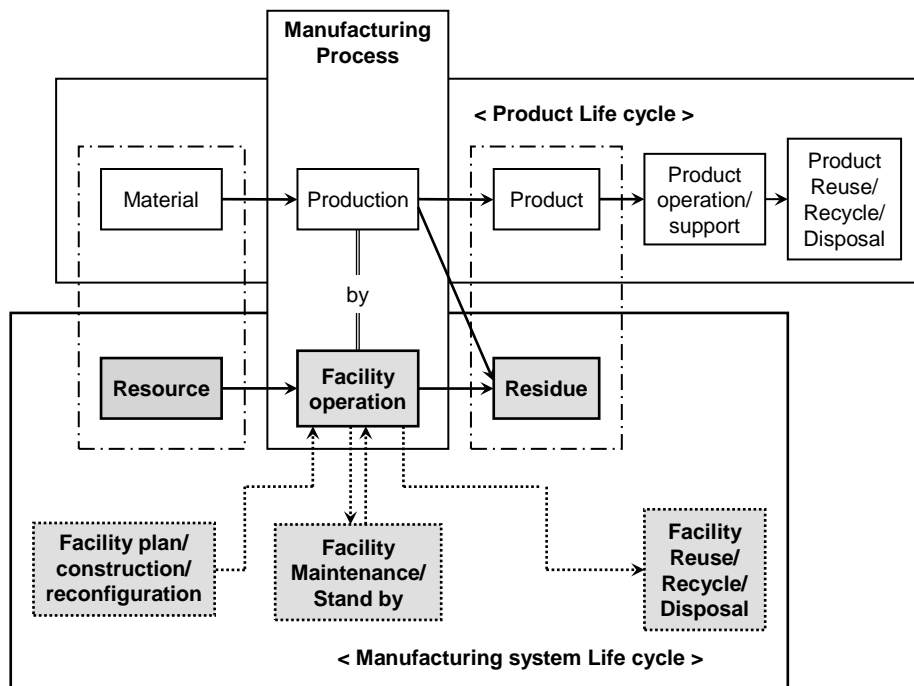 Manufacturing
Process
< Product Life cycle >
Material
Production
Product
Product
operation/
support
Product
Reuse/
Recycle/
Disposal
by
Resource
Facility
operation
Residue
Facility plan/
construction/
reconfiguration
Facility
Maintenance/
Stand by
Facility
Reuse/
Recycle/
Disposal
< Manufacturing system Life cycle >